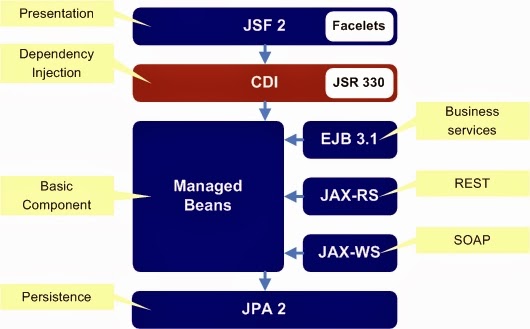 Presentation
JSF 2
Facelets
Dependency
Injection
CDI
JSR 330
Business
services
EJB 3.1
Basic
Component
Managed
Beans
JAX-RS
REST
JAX-WS
SOAP
Persistence
JPA 2